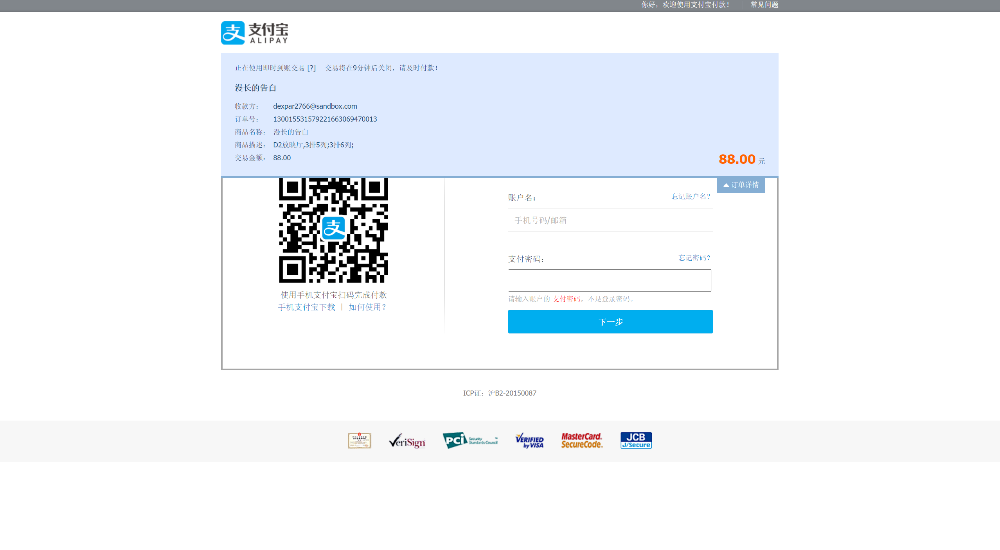 你好，欢迎使用支付宝付款！ 常见问题
支 支付宝
ALIPAY
正在使用即时到账交易 [?] 交易将在9分钟后关闭，请及时付款！
漫长的告白
收款方： dexpar2766@sandbox.com
订单号： 130015531579221663069470013
商品名称： 漫长的告白
商品描述： D2放映厅,3排5列;3排6列;
交易金额： 88.00
88.00 元
订单详情
支
使用手机支付宝扫码完成付款
手机支付宝下载 | 如何使用？
账户名： 忘记账户名？
手机号码/邮箱
支付密码： 忘记密码？
请输入账户的 支付密码，不是登录密码。
下一步
ICP证：沪B2-20150087
VeriSign
PCI Security Standards Council
VERIFIED by VISA
MasterCard. SecureCode.
JCB J/Secure